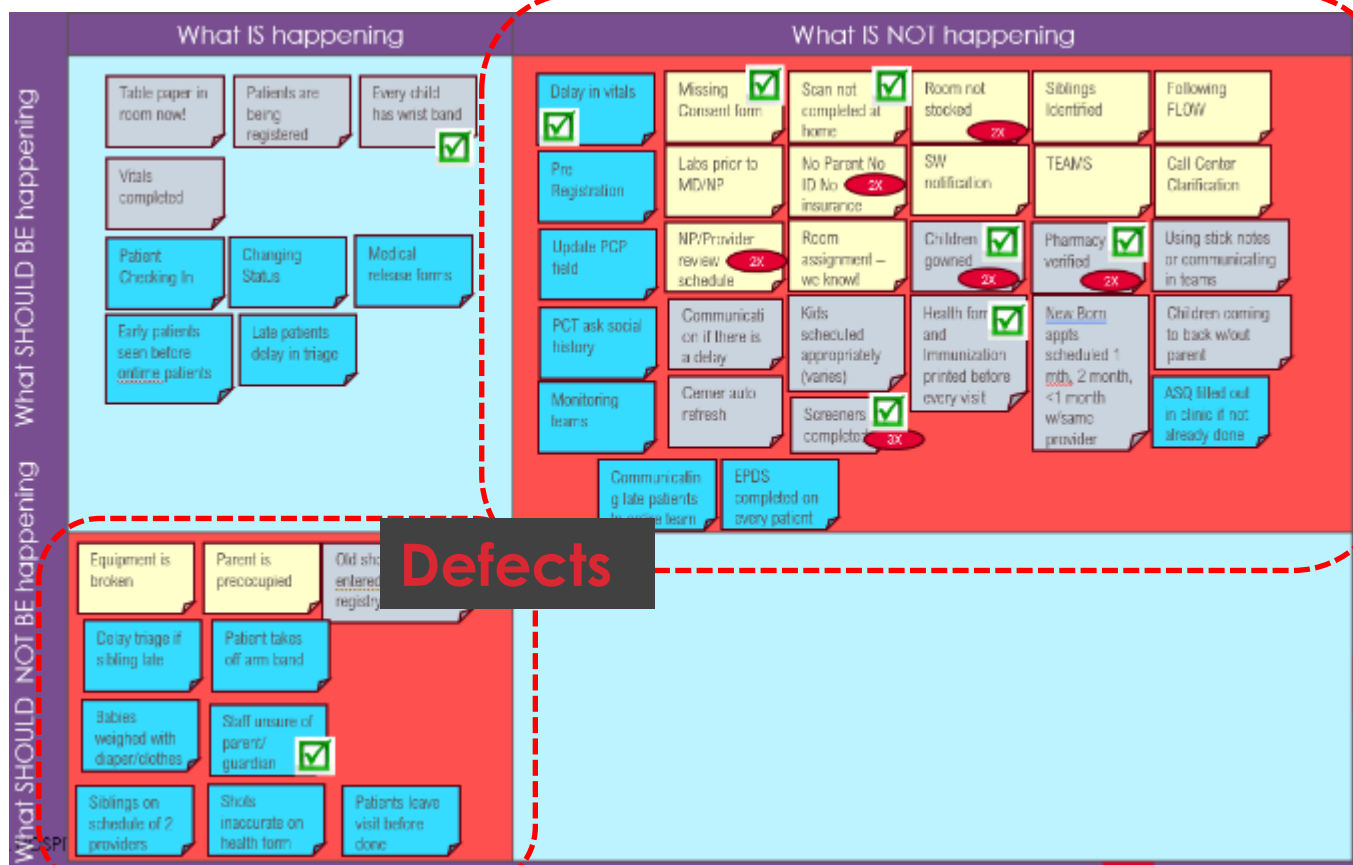 What IS happening
What IS NOT happening
What SHOULD BE happening
Table paper in
room now!
Patients are
being
registered
Every child
has wrist band
Vitals
completed
Patient
Checking In
Changing
Status
Medical
release forms
Early patients
seen before
ontime patients
Late patients
delay in triage
Delay in vitals
Missing
Consent form
Scan not
completed at
home
Room not
stocked
2X
Siblings
Identified
Following
FLOW
Pre
Registration
Labs prior to
MD/NP
No Parent No
ID No 2X
insurance
SW
notification
TEAMS
Call Center
Clarification
Update PCP
field
NP/Provider
review 2X
schedule
Room
assignment –
we know!
Children
gowned
2X
Pharmacy
verified
2X
Using stick notes
or communicating
in teams
PCT ask social
history
Communicati
on if there is
a delay
Kids
scheduled
appropriately
(varies)
Health form
and
Immunization
printed before
every visit
New Born
appts
scheduled 1
mth, 2 month,
<1 month
w/same
provider
Children coming
to back w/out
parent
Monitoring
teams
Cerner auto
refresh
Screeners
completed
3X
ASQ filled out
in clinic if not
already done
Communicatin
g late patients
to entire team
EPDS
completed on
every patient
What SHOULD NOT BE happening
Defects
Equipment is
broken
Parent is
preoccupied
Old
entered
registry
Delay triage if
sibling late
Patient takes
off arm band
Babies
weighed with
diaper/clothes
Staff unsure of
parent/
guardian
Siblings on
schedule of 2
providers
Shots
inaccurate on
health form
Patients leave
visit before
done